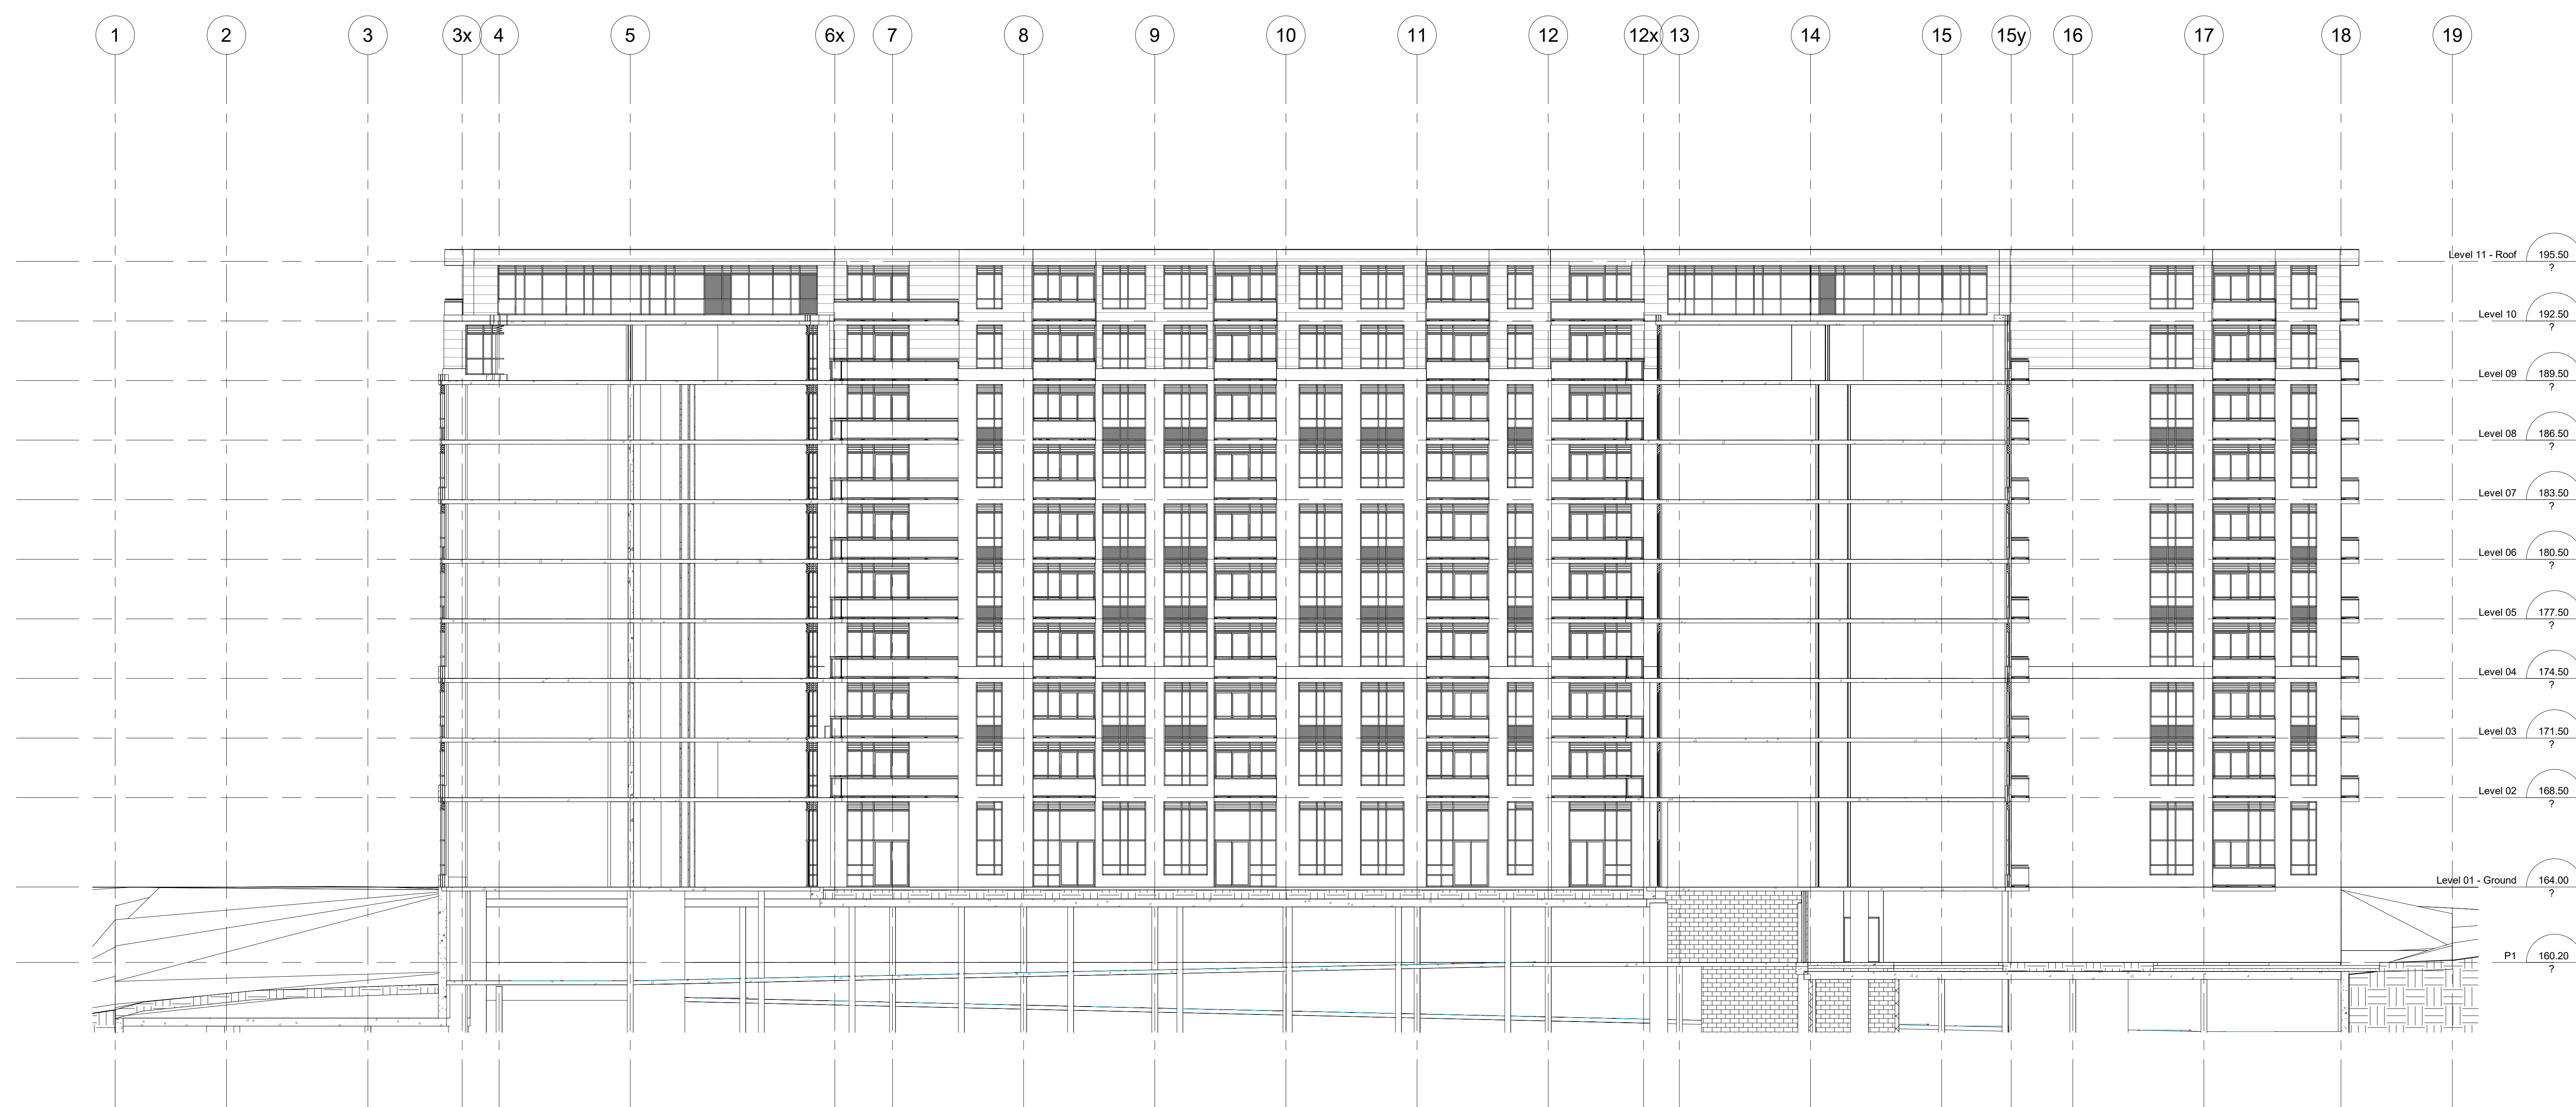 1 2 3 3x 4 5 6x 7 8 9 10 11 12 12x 13 14 15 15y 16 17 18 19
Level 11 - Roof 195.50
?
Level 10 192.50
?
Level 09 189.50
?
Level 08 186.50
?
Level 07 183.50
?
Level 06 180.50
?
Level 05 177.50
?
Level 04 174.50
?
Level 03 171.50
?
Level 02 168.50
?
Level 01 - Ground 164.00
?
P1 160.20
?